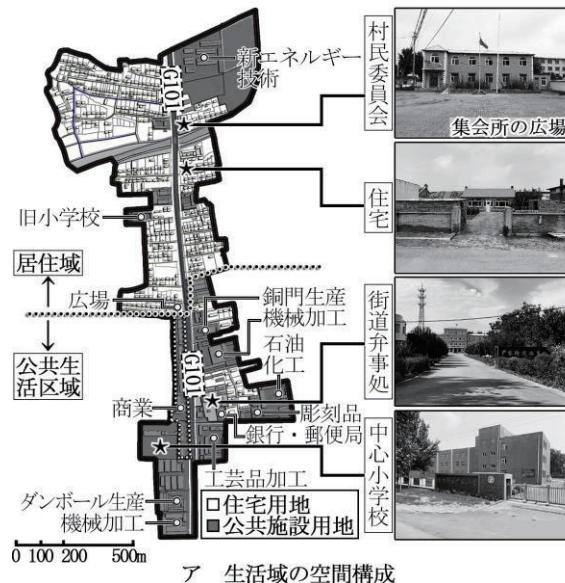 新エネルギー
技術
G101
旧小学校
居住域
広場
公共生
活区域
銅門生産
機械加工
石油
化工
G101
商業
彫刻品
銀行・郵便局
工芸品加工
ダンボール生産
機械加工
住宅用地
公共施設用地
0 100 200 500m
村民委員会
集会所の広場
住宅
街道弁事処
中心小学校
ア 生活域の空間構成